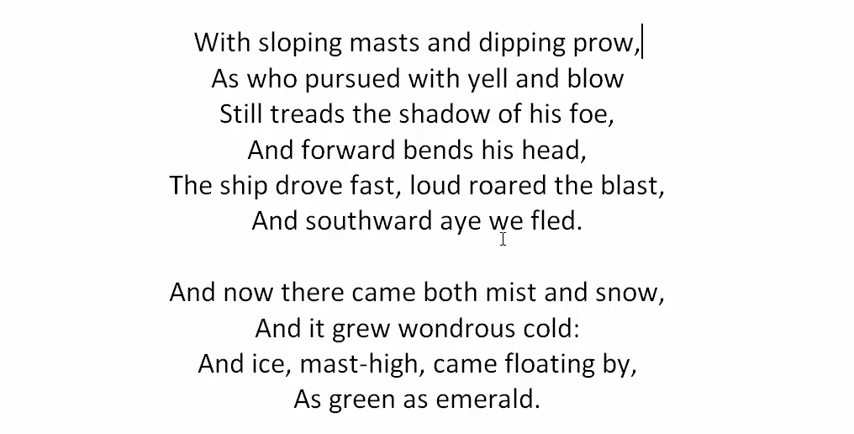 With sloping masts and dipping prow,
As who pursued with yell and blow
Still treads the shadow of his foe,
And forward bends his head,
The ship drove fast, loud roared the blast,
And southward aye we fled.

And now there came both mist and snow,
And it grew wondrous cold:
And ice, mast-high, came floating by,
As green as emerald.